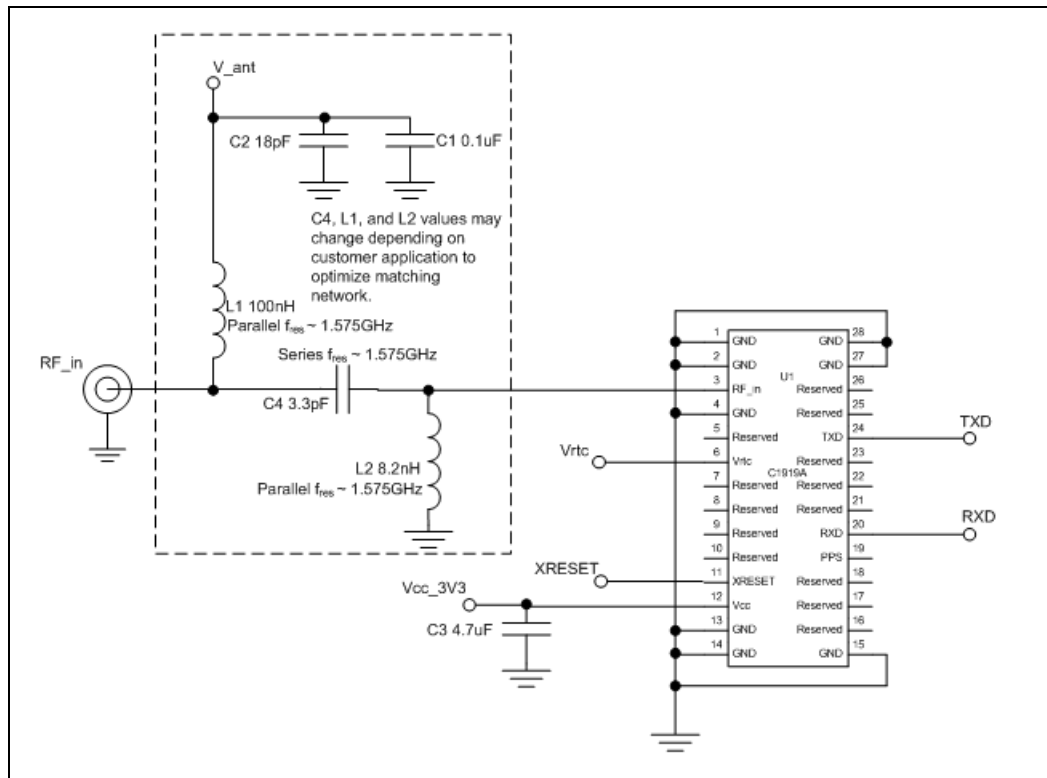 V_ant
C2 18pF
C1 0.1uF
C4, L1, and L2 values may
change depending on
customer application to
optimize matching
network.
L1 100nH
Parallel fres ~ 1.575GHz
Series fres ~ 1.575GHz
RF_in
C4 3.3pF
L2 8.2nH
Parallel fres ~ 1.575GHz
Vrtc
XRESET
Vcc_3V3
C3 4.7uF
U1
C1919A
1 GND
2 GND
3 RF_in
4 GND
5 Reserved
6 Vrtc
7 Reserved
8 Reserved
9 Reserved
10 Reserved
11 XRESET
12 Vcc
13 GND
14 GND
GND 28
GND 27
Reserved 26
Reserved 25
TXD 24
Reserved 23
Reserved 22
Reserved 21
RXD 20
PPS 19
Reserved 18
Reserved 17
Reserved 16
GND 15
TXD
RXD